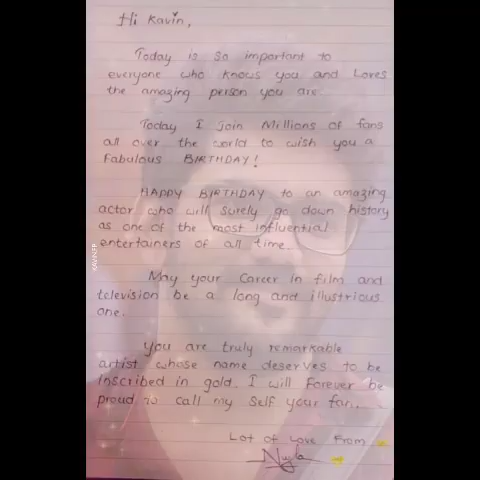 Hi Kavin,
Today is so important to
everyone who knows you and Loves
the amazing person you are.
Today I join Millions of fans
all over the world to wish you a
Fabulous BIRTHDAY!
HAPPY BIRTHDAY to an amazing
actor who will surely go down history
as one of the most influential
entertainers of all time.
May your Career in film and
television be a long and illustrious
one.
You are truly remarkable
artist whose name deserves to be
Inscribed in gold. I will Forever be
proud to call my self your fan.
Lot of Love From
Nyla